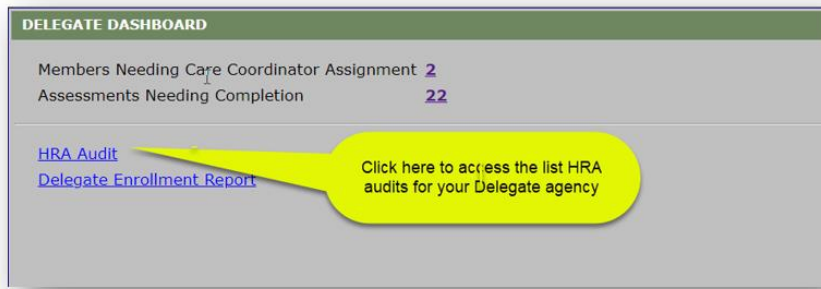 DELEGATE DASHBOARD
Members Needing Care Coordinator Assignment 2
Assessments Needing Completion 22
HRA Audit
Delegate Enrollment Report
Click here to access the list HRA
audits for your Delegate agency